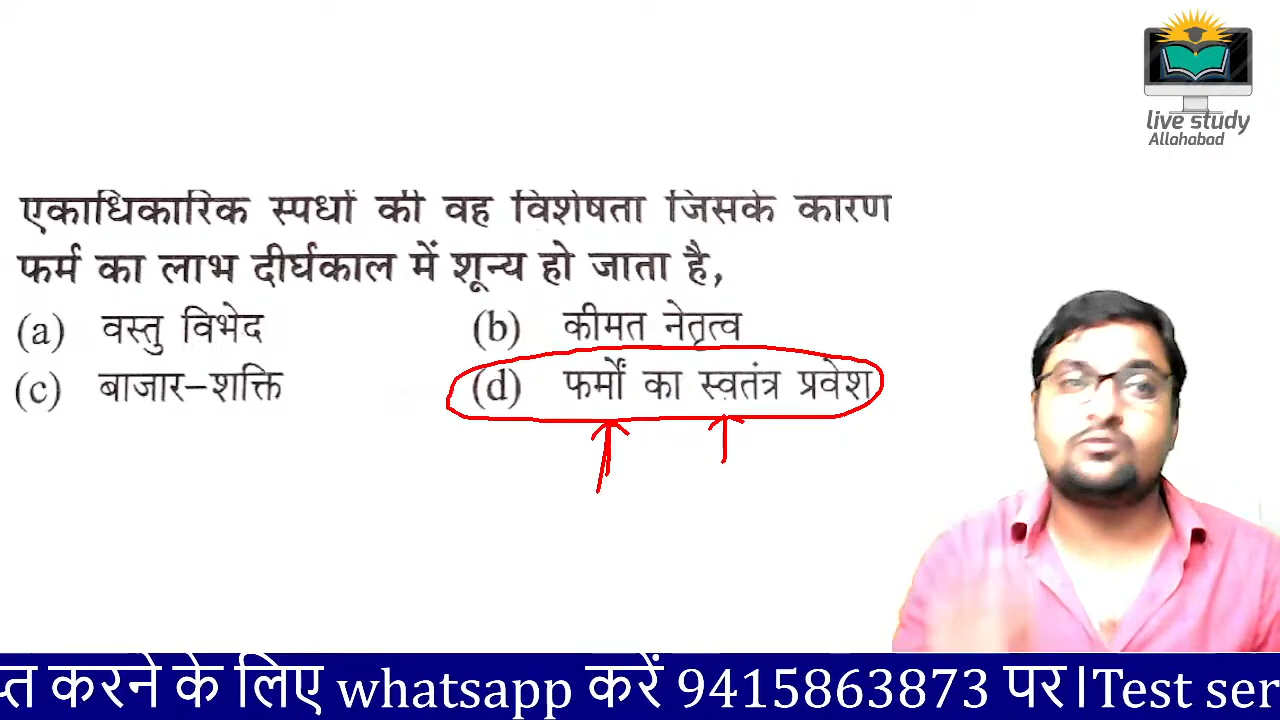 live study
Allahabad
एकाधिकारिक स्पर्धा की वह विशेषता जिसके कारण
फर्म का लाभ दीर्घकाल में शून्य हो जाता है,
(a) वस्तु विभेद
(b) कीमत नेतृत्व
(c) बाजार-शक्ति
(d) फर्मों का स्वतंत्र प्रवेश
प्त करने के लिए whatsapp करें 9415863873 पर।Test ser